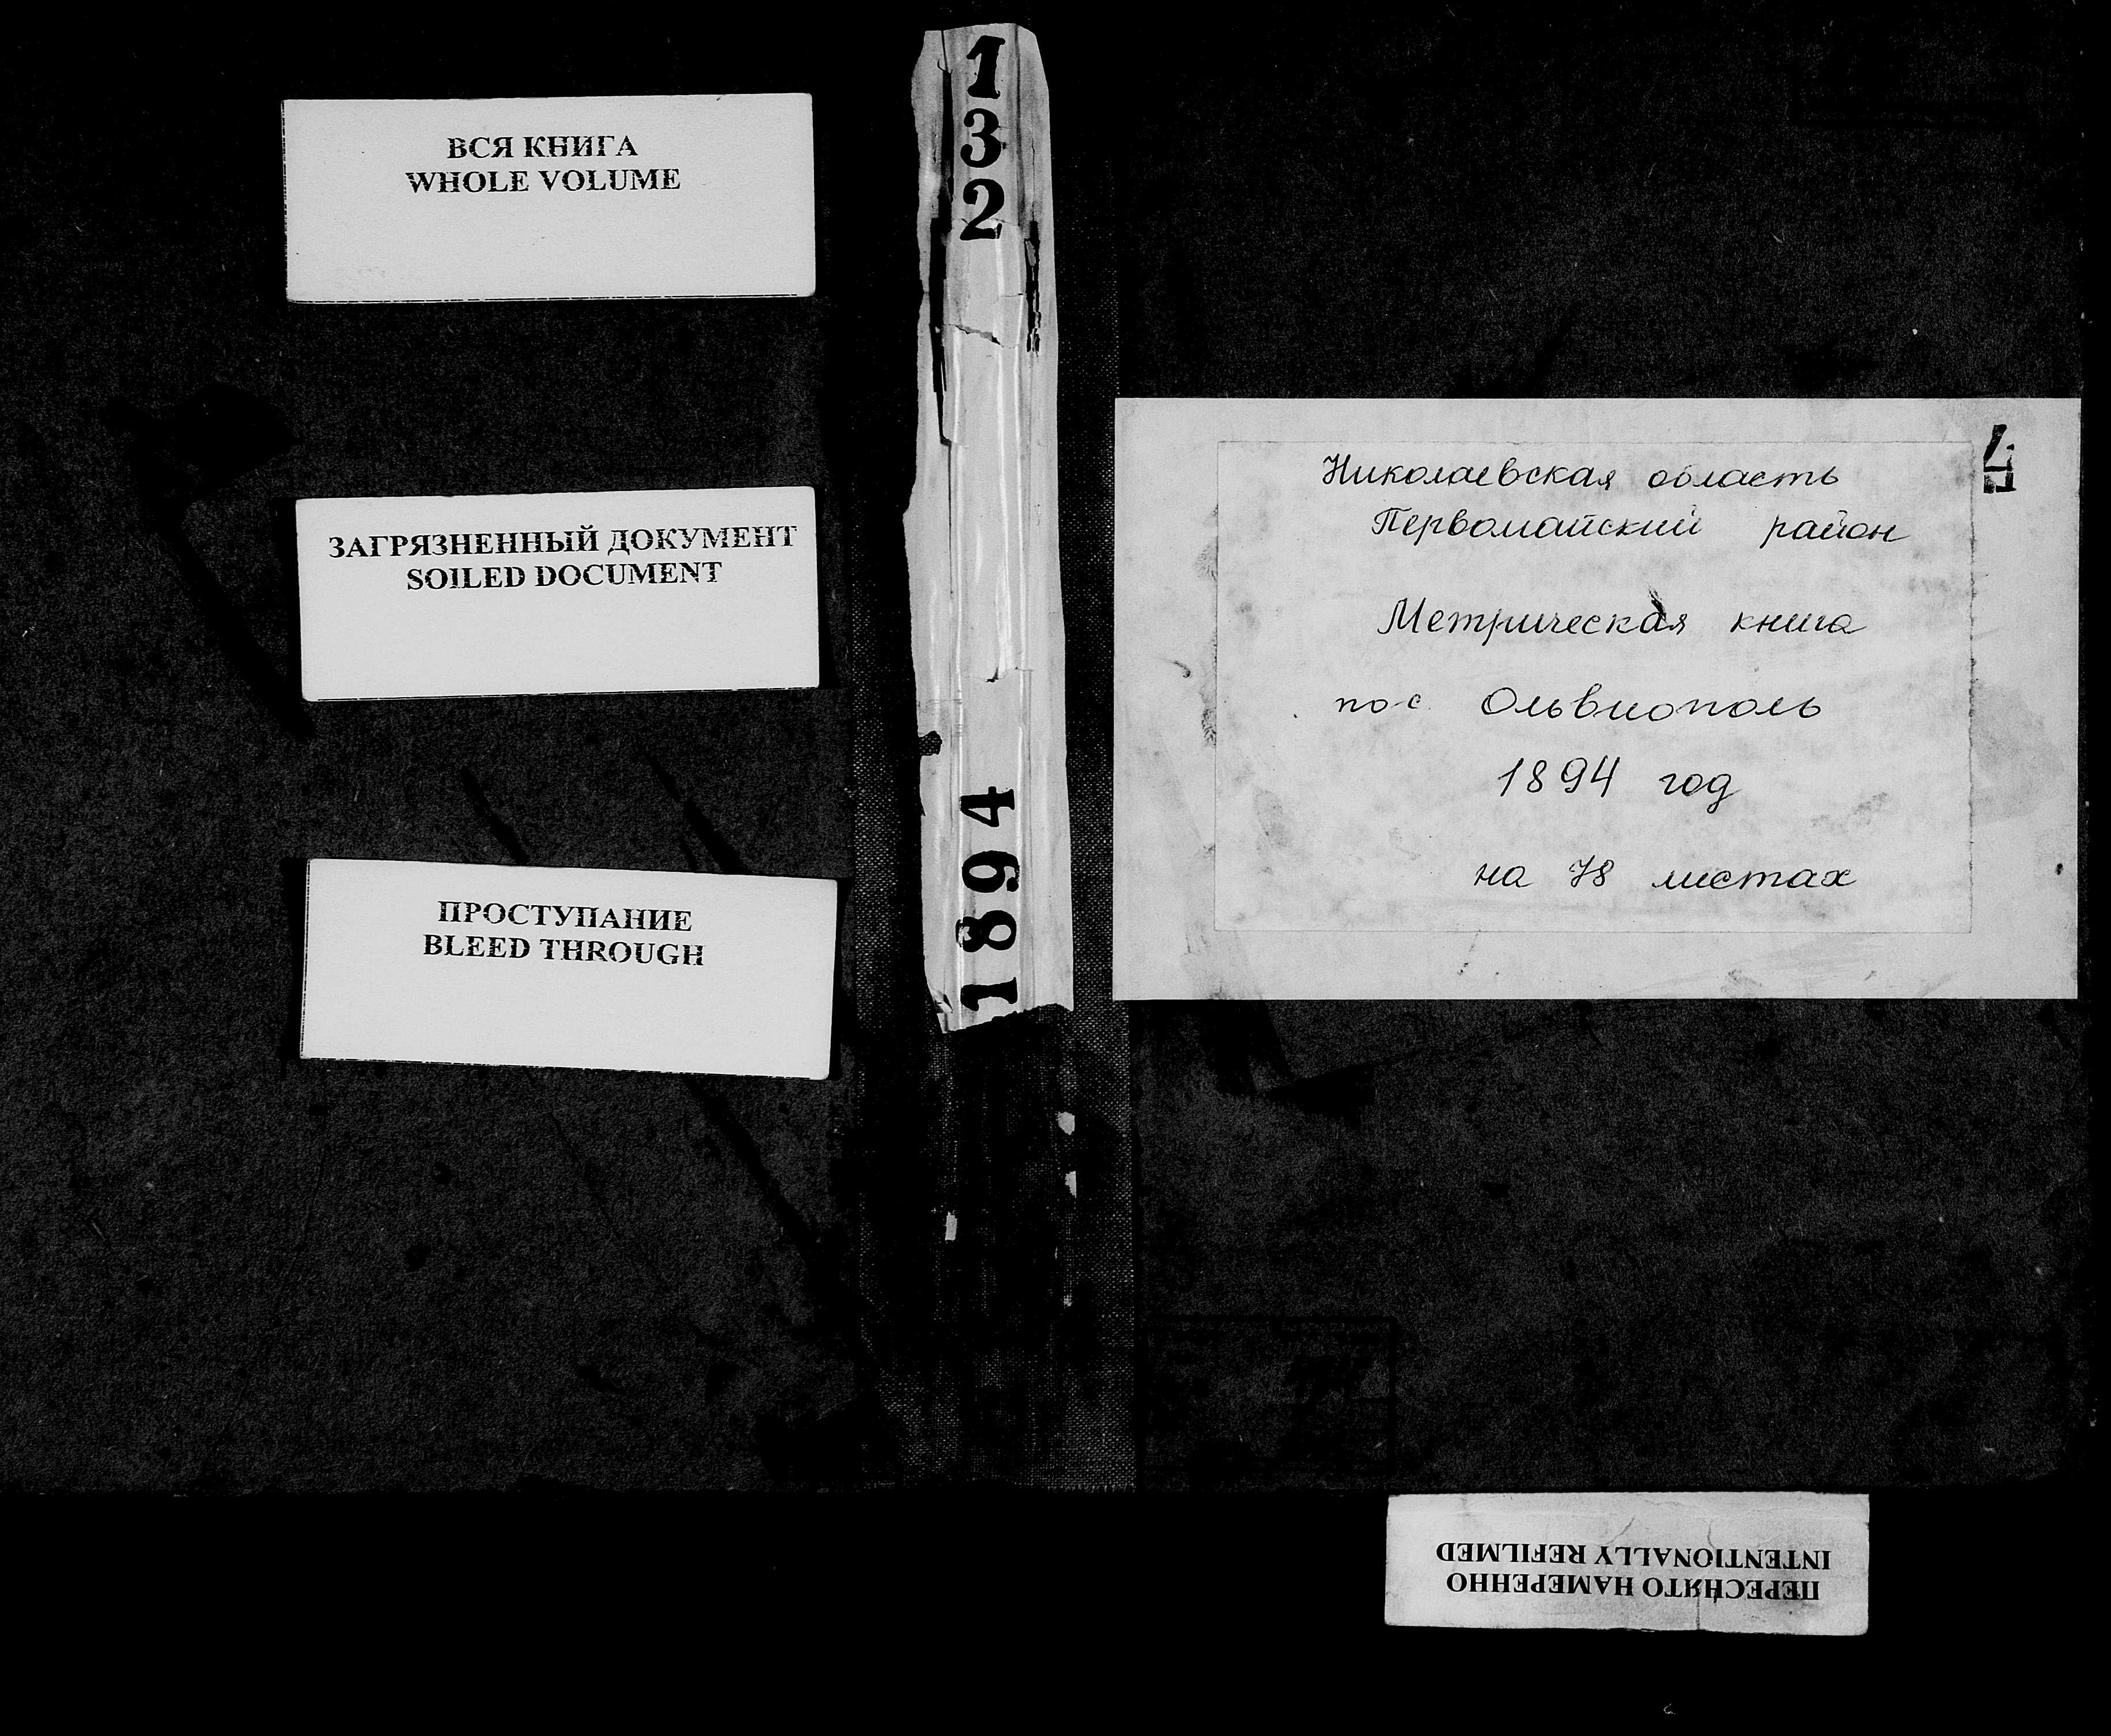 ВСЯ КНИГА
WHOLE VOLUME
ЗАГРЯЗНЕННЫЙ ДОКУМЕНТ
SOILED DOCUMENT
ПРОСТУПАНИЕ
BLEED THROUGH
132
1894
Николаевская область
Первомайский район
Метрическая книга
пос. Ольвиополь
1894 год
на 78 листах
ПЕРЕСНЯТО НАМЕРЕННО
INTENTIONALLY REFILMED